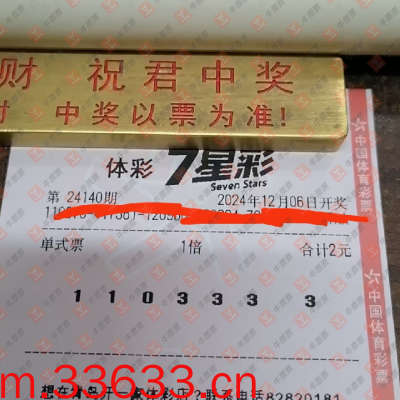 财 祝君中奖
中奖以票为准!
体彩 7星彩
Seven Stars
第 24140期 2024年12月06日开奖
单式票 1倍 合计2元
1 1 0 3 3 3 3
中国体育彩票
中国体育彩票
m.33633.cn